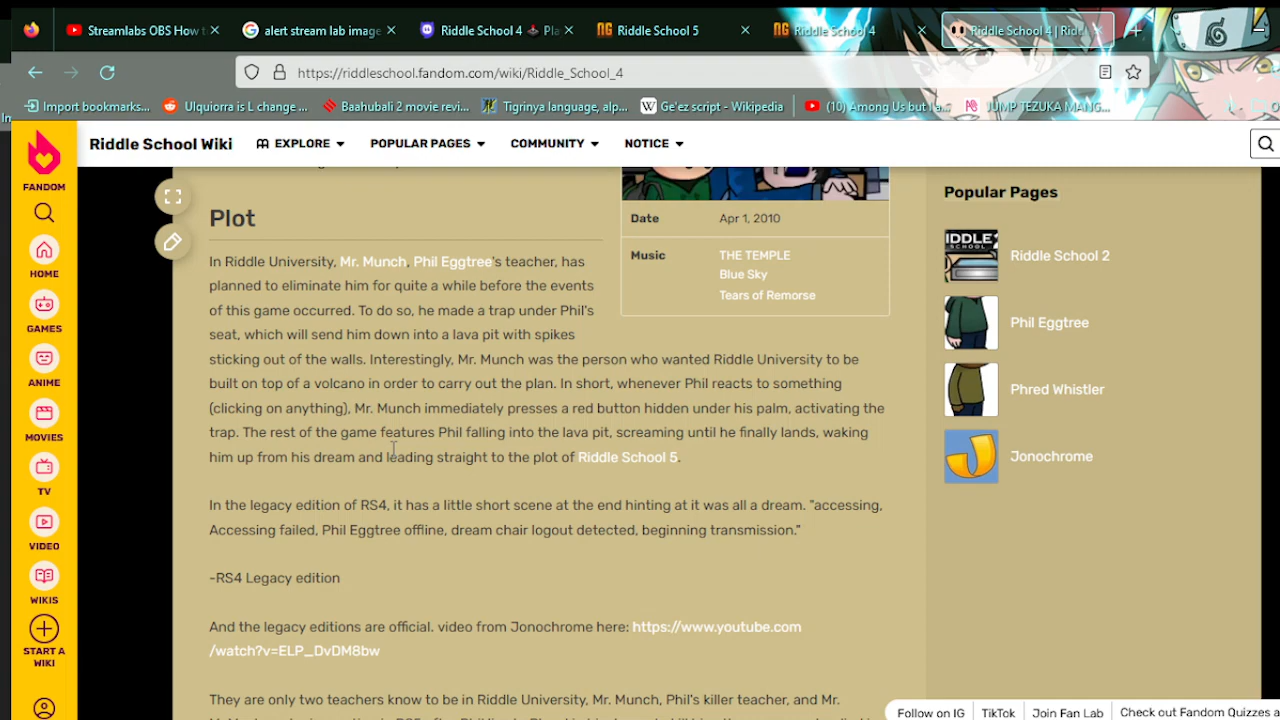 Streamlabs OBS How t
alert stream lab image
Riddle School 4
Pla
Riddle School 5
Riddle School 4
Riddle School 4 | Ridd
https://riddleschool.fandom.com/wiki/Riddle_School_4
Import bookmarks...
Ulquiorra is L change ...
Baahubali 2 movie revi...
Tigrinya language, alp...
Ge'ez script - Wikipedia
(10) Among Us but I a...
JUMP TEZUKA MANG...
Riddle School Wiki
EXPLORE
POPULAR PAGES
COMMUNITY
NOTICE
FANDOM
HOME
GAMES
ANIME
MOVIES
TV
VIDEO
WIKIS
START A
WIKI
Plot
In Riddle University, Mr. Munch, Phil Eggtree's teacher, has
planned to eliminate him for quite a while before the events
of this game occurred. To do so, he made a trap under Phil's
seat, which will send him down into a lava pit with spikes
sticking out of the walls. Interestingly, Mr. Munch was the person who wanted Riddle University to be
built on top of a volcano in order to carry out the plan. In short, whenever Phil reacts to something
(clicking on anything), Mr. Munch immediately presses a red button hidden under his palm, activating the
trap. The rest of the game features Phil falling into the lava pit, screaming until he finally lands, waking
him up from his dream and leading straight to the plot of Riddle School 5.
In the legacy edition of RS4, it has a little short scene at the end hinting at it was all a dream. "accessing,
Accessing failed, Phil Eggtree offline, dream chair logout detected, beginning transmission."
-RS4 Legacy edition
And the legacy editions are official. video from Jonochrome here: https://www.youtube.com
/watch?v=ELP_DvDM8bw
They are only two teachers know to be in Riddle University, Mr. Munch, Phil's killer teacher, and Mr.
Date Apr 1, 2010
Music THE TEMPLE
Blue Sky
Tears of Remorse
Popular Pages
Riddle School 2
Phil Eggtree
Phred Whistler
Jonochrome
Follow on IG
TikTok
Join Fan Lab
Check out Fandom Quizzes a